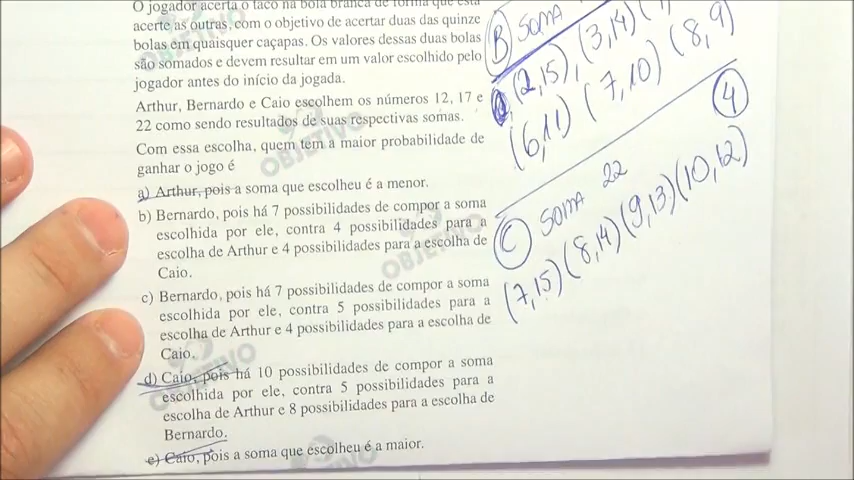 O jogador acerta o taco na bola branca de forma que esta
acerte as outras, com o objetivo de acertar duas das quinze
bolas em quaisquer caçapas. Os valores dessas duas bolas
são somados e devem resultar em um valor escolhido pelo
jogador antes do início da jogada.
Arthur, Bernardo e Caio escolhem os números 12, 17 e
22 como sendo resultados de suas respectivas somas.
Com essa escolha, quem tem a maior probabilidade de
ganhar o jogo é
a) Arthur, pois a soma que escolheu é a menor.
b) Bernardo, pois há 7 possibilidades de compor a soma
escolhida por ele, contra 4 possibilidades para a
escolha de Arthur e 4 possibilidades para a escolha de
Caio.
c) Bernardo, pois há 7 possibilidades de compor a soma
escolhida por ele, contra 5 possibilidades para a
escolha de Arthur e 4 possibilidades para a escolha de
Caio.
d) Caio, pois há 10 possibilidades de compor a soma
escolhida por ele, contra 5 possibilidades para a
escolha de Arthur e 8 possibilidades para a escolha de
Bernardo.
e) Caio, pois a soma que escolheu é a maior.
B SOMA
(2,15), (3,14)
(6,11) (7,10) (8,9)
C SOMA 22 4
(7,15) (8,14) (9,13) (10,12)
OBJETIVO
OBJETIVO
OBJETIVO
OBJETIVO
OBJETIVO